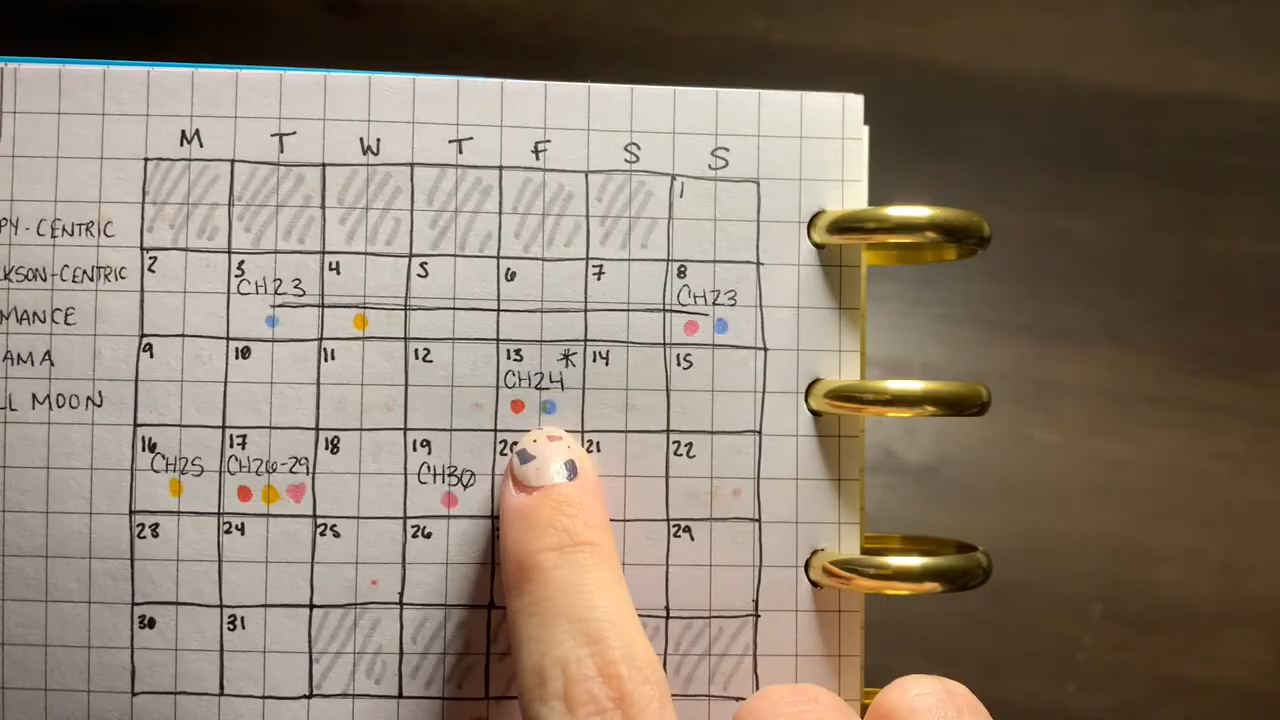 M T W T F S S
1
PY-CENTRIC
2 3 4 5 6 7 8
KSON-CENTRIC
CH23 CH23
MANCE
AMA
9 10 11 12 13 * 14 15
CH24
LL MOON
16 17 18 19 21 22
CH25 CH26-29 CH30
23 24 25 26 29
30 31